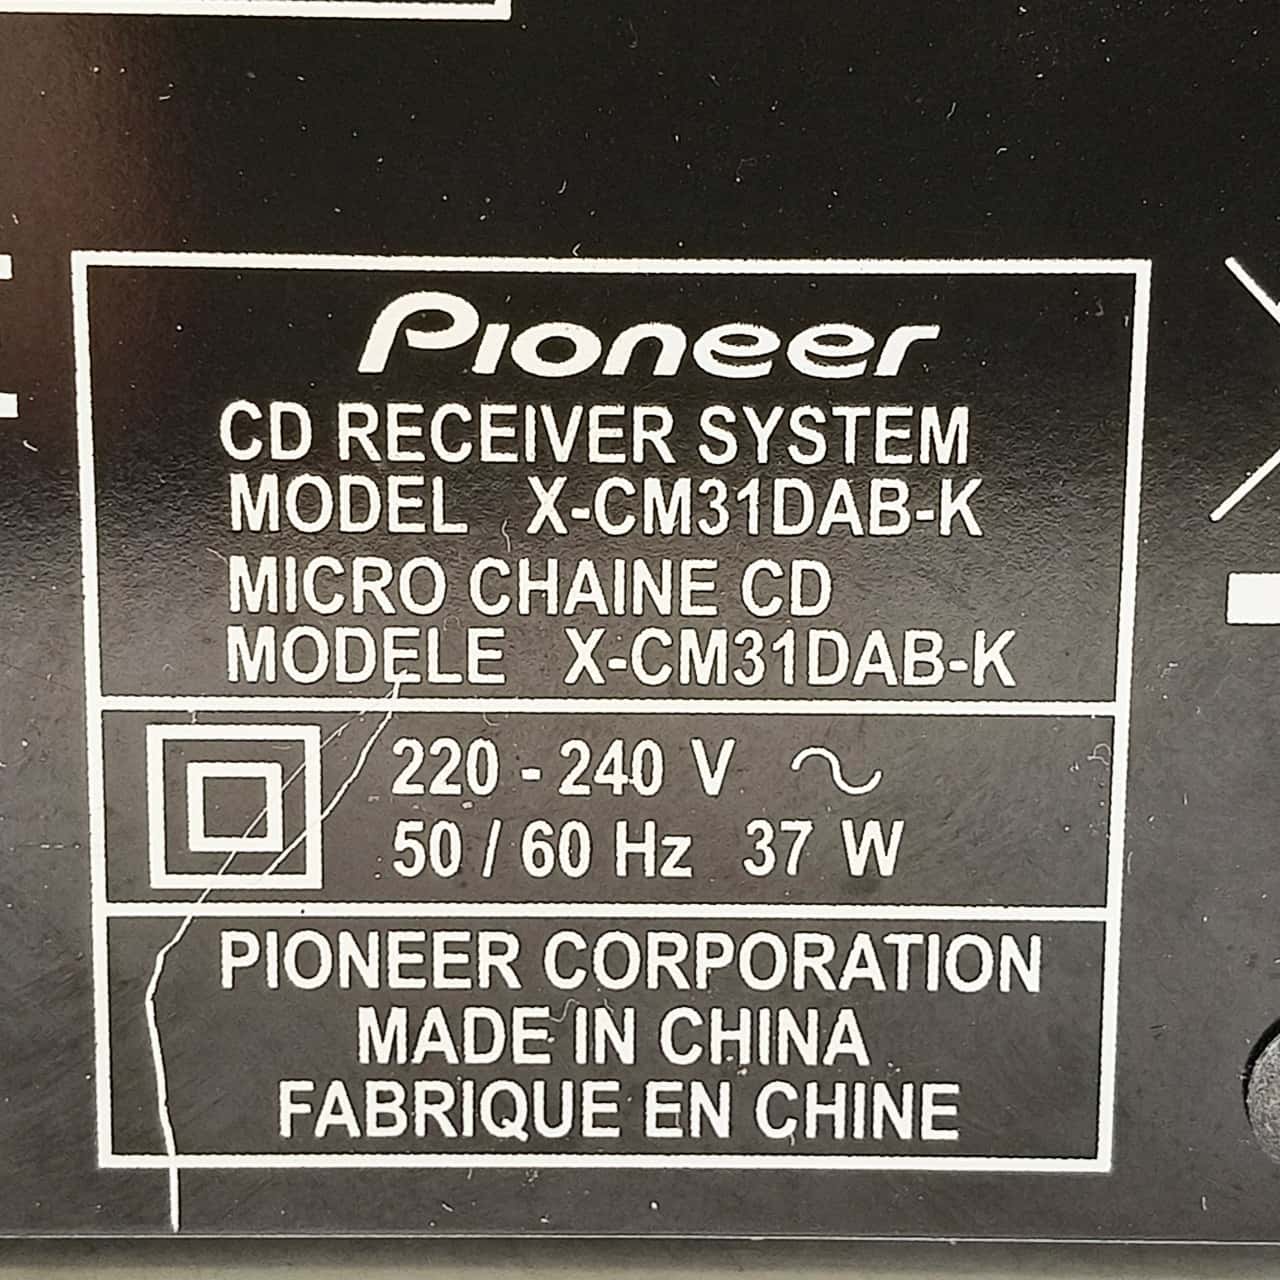 Pioneer
CD RECEIVER SYSTEM
MODEL X-CM31DAB-K
MICRO CHAINE CD
MODELE X-CM31DAB-K
220 - 240 V ~
50 / 60 Hz 37 W
PIONEER CORPORATION
MADE IN CHINA
FABRIQUE EN CHINE